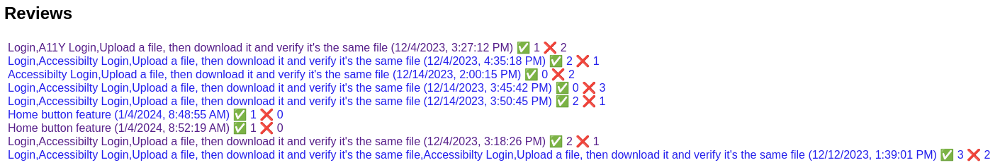 Reviews
Login,A11Y Login,Upload a file, then download it and verify it's the same file (12/4/2023, 3:27:12 PM) ✅ 1 ❌ 2
Login,Accessibilty Login,Upload a file, then download it and verify it's the same file (12/4/2023, 4:35:18 PM) ✅ 2 ❌ 1
Accessibilty Login,Upload a file, then download it and verify it's the same file (12/14/2023, 2:00:15 PM) ✅ 0 ❌ 2
Login,Accessibilty Login,Upload a file, then download it and verify it's the same file (12/14/2023, 3:45:42 PM) ✅ 0 ❌ 3
Login,Accessibilty Login,Upload a file, then download it and verify it's the same file (12/14/2023, 3:50:45 PM) ✅ 2 ❌ 1
Home button feature (1/4/2024, 8:48:55 AM) ✅ 1 ❌ 0
Home button feature (1/4/2024, 8:52:19 AM) ✅ 1 ❌ 0
Login,Accessibilty Login,Upload a file, then download it and verify it's the same file (12/4/2023, 3:18:26 PM) ✅ 2 ❌ 1
Login,Accessibilty Login,Upload a file, then download it and verify it's the same file,Accessibilty Login,Upload a file, then download it and verify it's the same file (12/12/2023, 1:39:01 PM) ✅ 3 ❌ 2